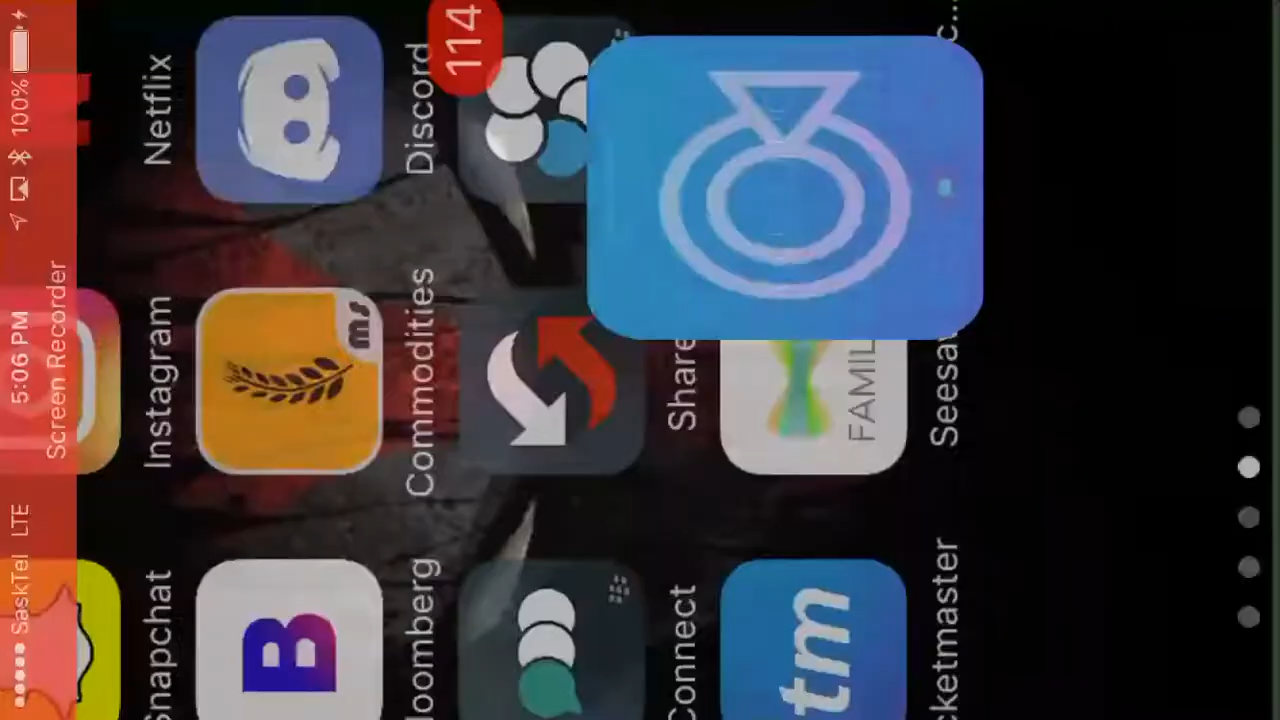 SaskTel LTE 5:06 PM 100%
Screen Recorder
Snapchat Instagram Netflix
B ms
loomberg Commodities Discord
114
Connect Share
tm FAMIL
cketmaster Seesa c...